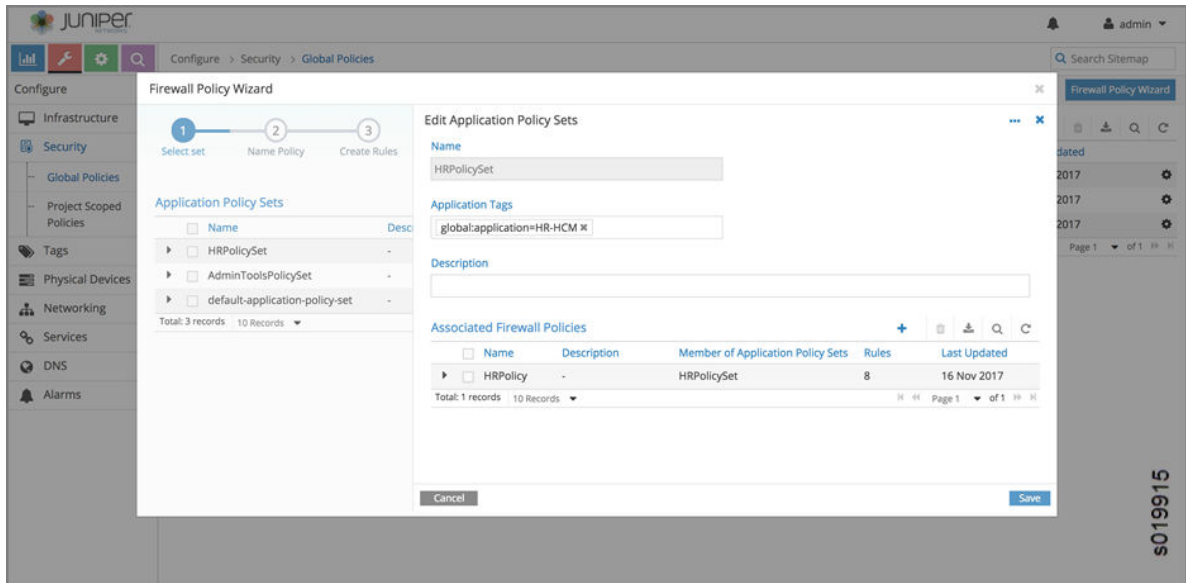 JUNIPER
NETWORKS
admin
Configure > Security > Global Policies
Search Sitemap
Configure
Infrastructure
Security
Global Policies
Project Scoped
Policies
Tags
Physical Devices
Networking
Services
DNS
Alarms
Firewall Policy Wizard
Firewall Policy Wizard
1 2 3
Select set Name Policy Create Rules
Application Policy Sets
Name Desc
HRPolicySet -
AdminToolsPolicySet -
default-application-policy-set -
Total: 3 records 10 Records
Edit Application Policy Sets
Name
HRPolicySet
Application Tags
global:application=HR-HCM
Description
Associated Firewall Policies
Name Description Member of Application Policy Sets Rules Last Updated
HRPolicy - HRPolicySet 8 16 Nov 2017
Total: 1 records 10 Records Page 1 of 1
Cancel Save
dated
2017
2017
2017
Page 1 of 1
s019915